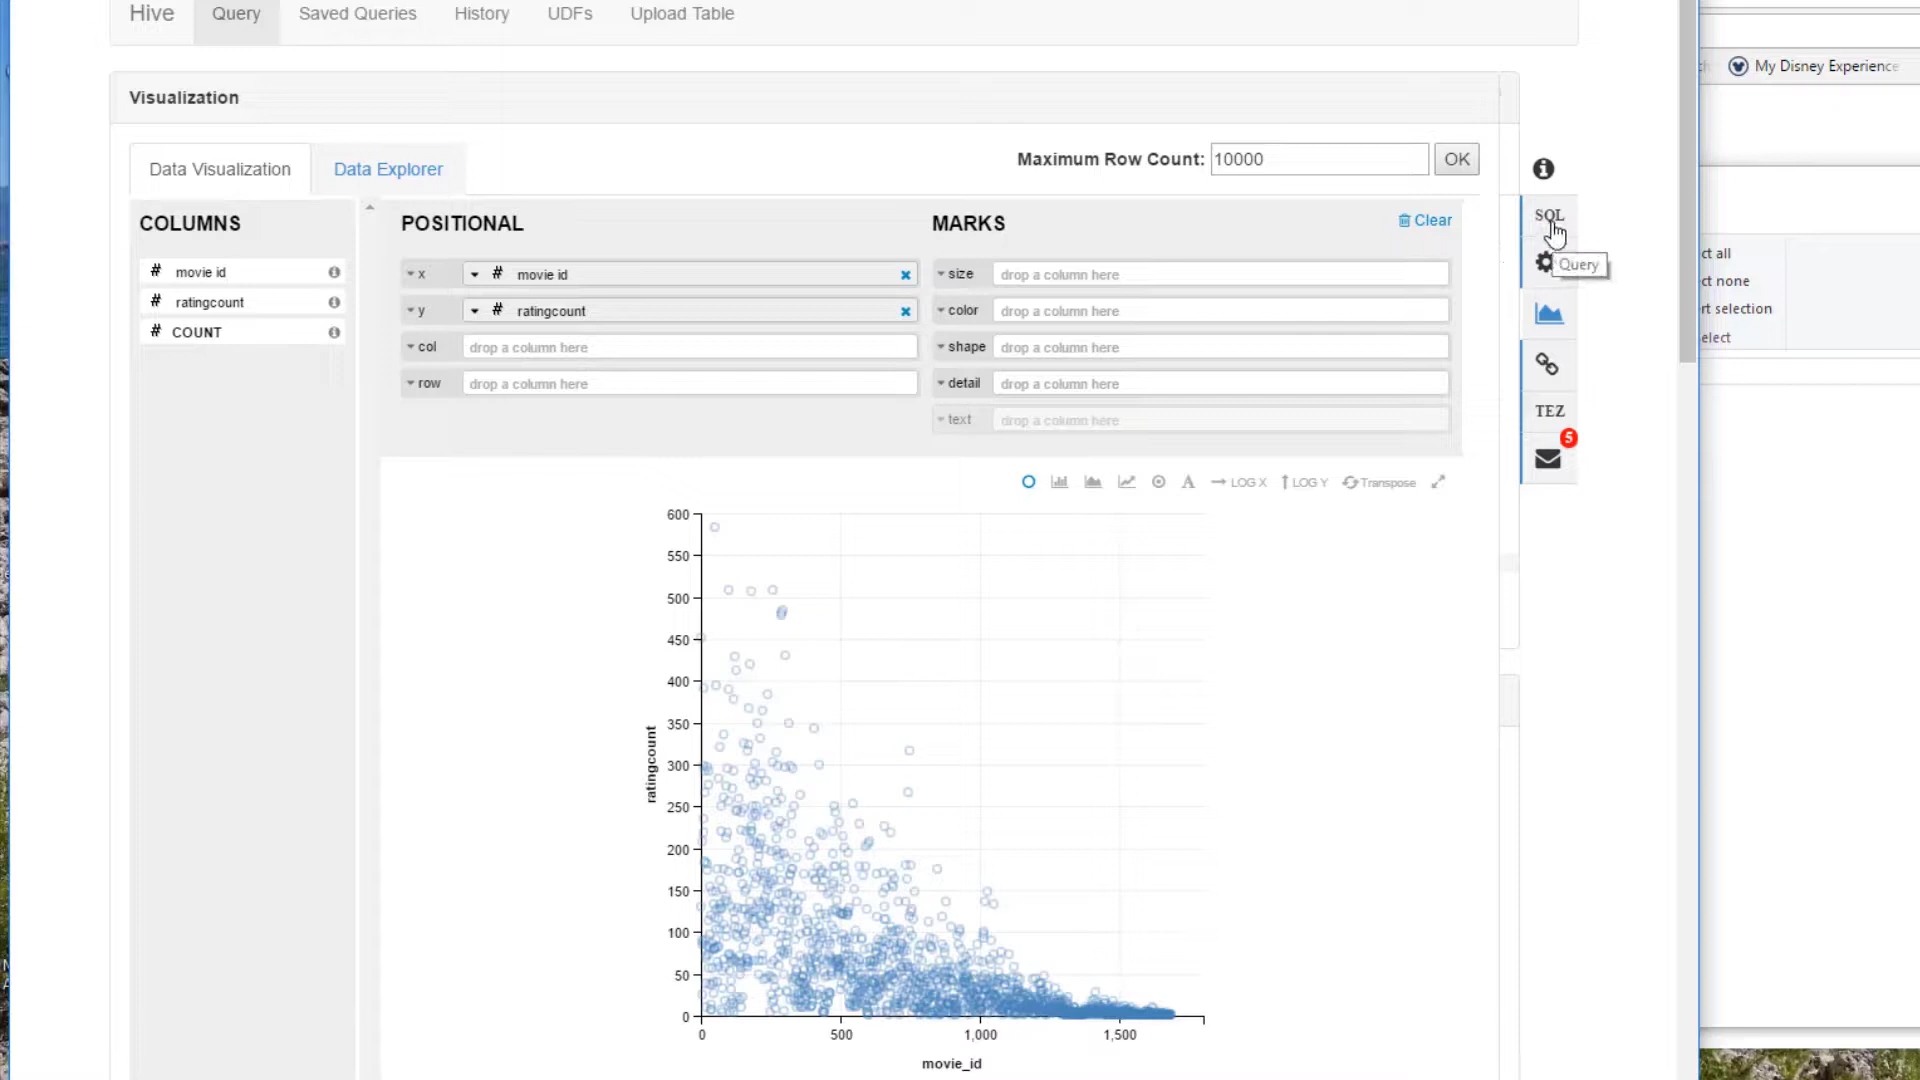 Hive Query Saved Queries History UDFs Upload Table
My Disney Experience
Visualization
Data Visualization Data Explorer Maximum Row Count: 10000 OK
COLUMNS POSITIONAL MARKS Clear
SQL
Query
# movie id
# ratingcount
# COUNT
x # movie id
y # ratingcount
col drop a column here
row drop a column here
size drop a column here
color drop a column here
shape drop a column here
detail drop a column here
text drop a column here
TEZ
5
ct all
ct none
rt selection
elect
A LOG X LOG Y Transpose
600
550
500
450
400
350
300
250
200
150
100
50
0
ratingcount
0 500 1,000 1,500
movie_id